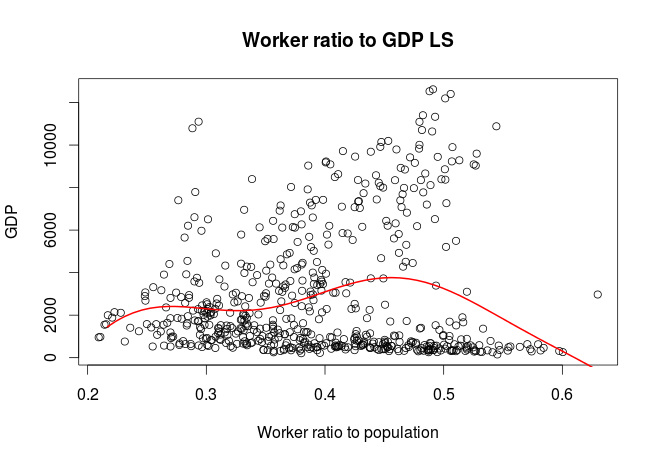 Worker ratio to GDP LS
GDP
10000
6000
2000
0
0.2 0.3 0.4 0.5 0.6
Worker ratio to population